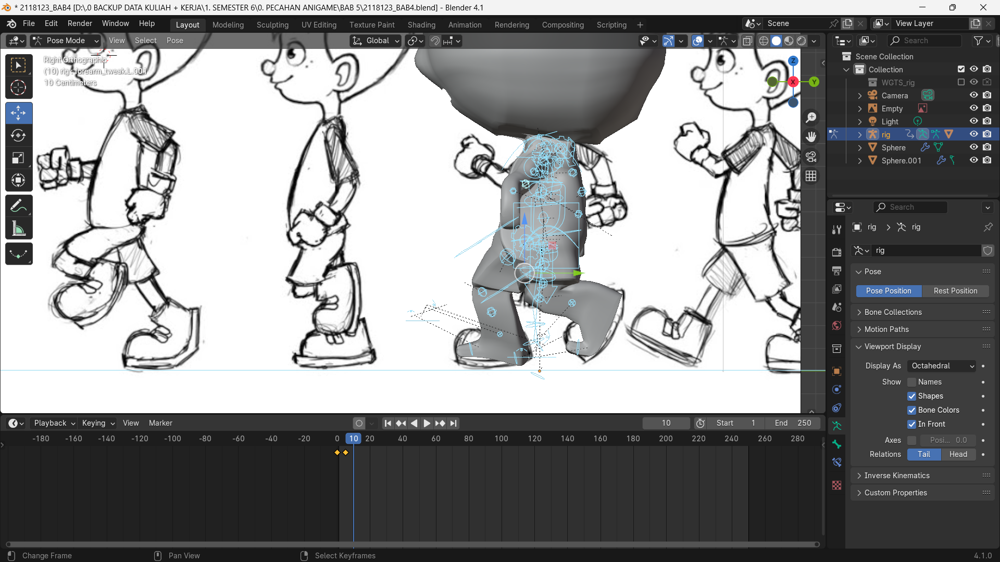 * 2118123_BAB4 [D:\.0 BACKUP DATA KULIAH + KERJA\1. SEMESTER 6\0. PECAHAN ANIGAME\BAB 5\2118123_BAB4.blend] - Blender 4.1
File Edit Render Window Help
Layout Modeling Sculpting UV Editing Texture Paint Shading Animation Rendering Compositing Scripting +
Scene
View Layer
Pose Mode View Select Pose
Global
Search
Right Orthographic
(10) rig : forearm_tweak.L.001
10 Centimeters
Z
X
Y
Scene Collection
Collection
WGTS_rig
Camera
Empty
Light
rig
Sphere
Sphere.001
Search
rig > rig
rig
Pose
Pose Position Rest Position
Bone Collections
Motion Paths
Viewport Display
Display As Octahedral
Show Names
Shapes
Bone Colors
In Front
Axes Posi... 0.0
Relations Tail Head
Inverse Kinematics
Custom Properties
Playback Keying View Marker
10 Start 1 End 250
-180 -160 -140 -120 -100 -80 -60 -40 -20 0 10 20 40 60 80 100 120 140 160 180 200 220 240 260 280
Change Frame Pan View Select Keyframes
4.1.0